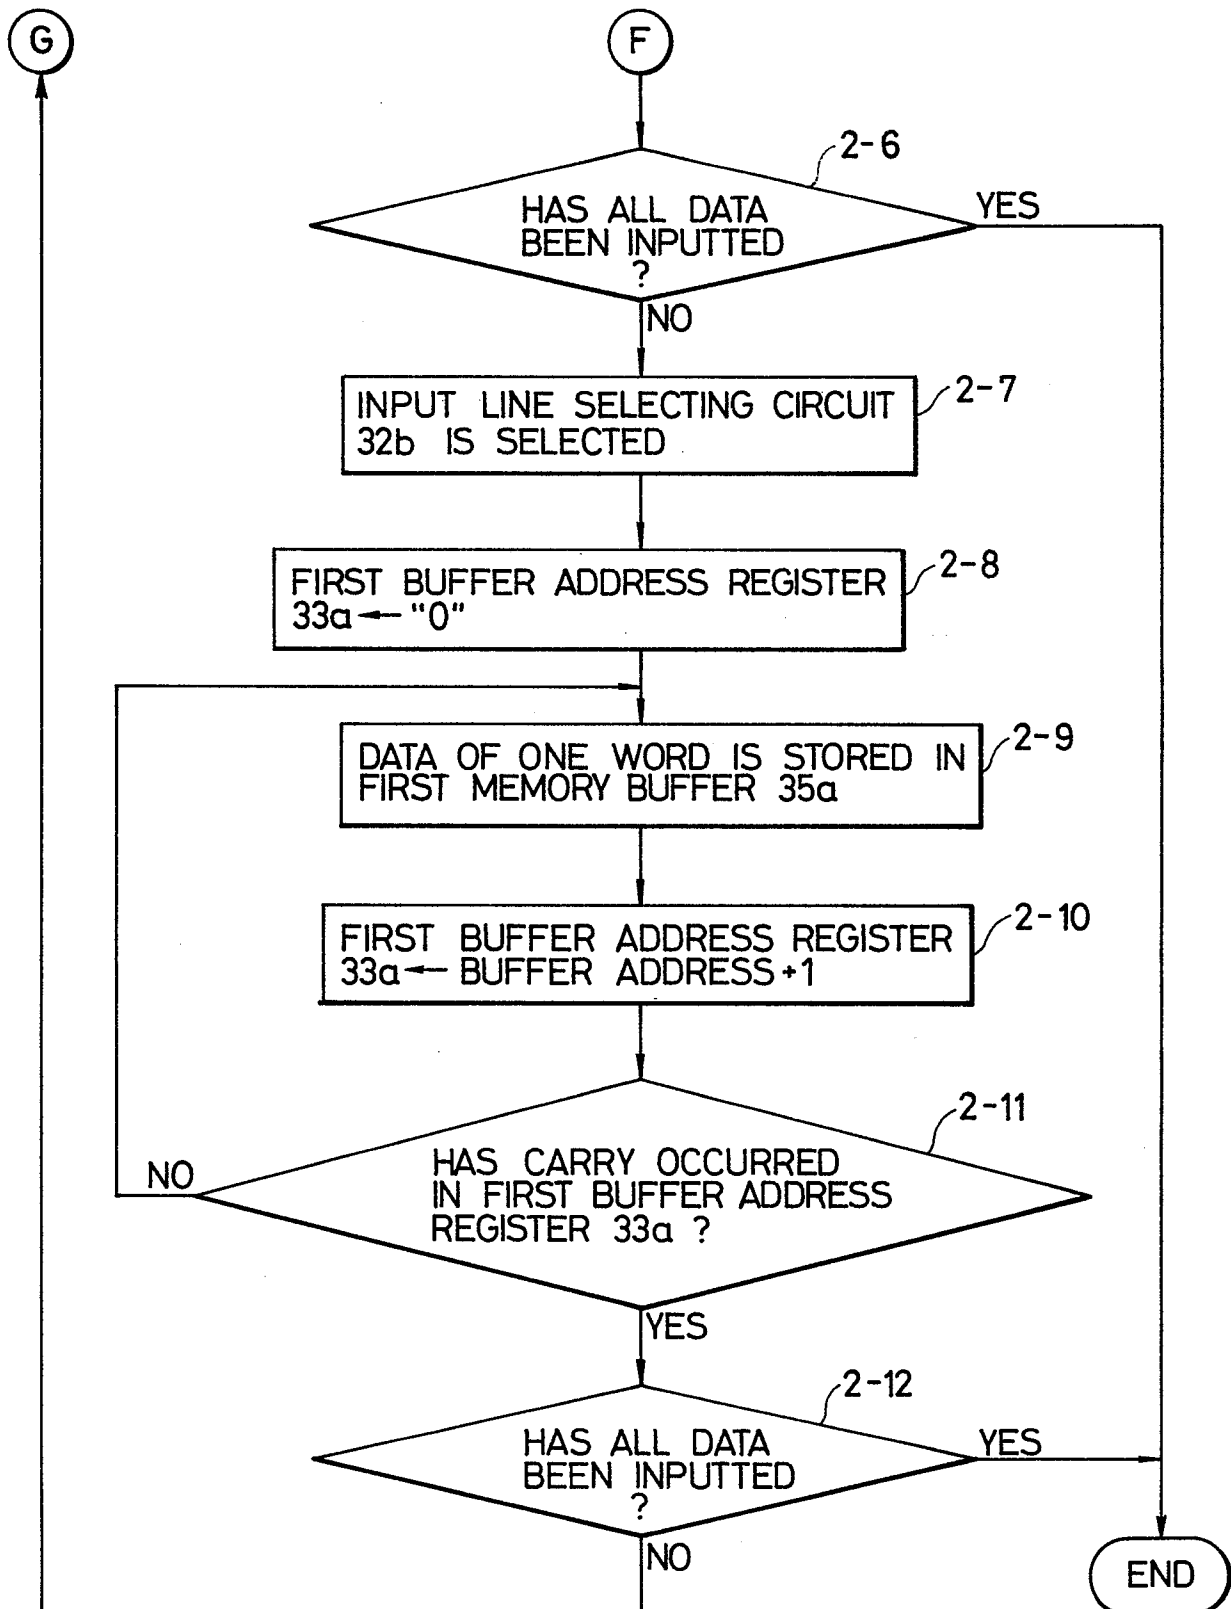 G
F
2-6
HAS ALL DATA
BEEN INPUTTED
?
YES
NO
2-7
INPUT LINE SELECTING CIRCUIT
32b IS SELECTED
2-8
FIRST BUFFER ADDRESS REGISTER
33a ← "0"
2-9
DATA OF ONE WORD IS STORED IN
FIRST MEMORY BUFFER 35a
2-10
FIRST BUFFER ADDRESS REGISTER
33a ← BUFFER ADDRESS +1
2-11
NO
HAS CARRY OCCURRED
IN FIRST BUFFER ADDRESS
REGISTER 33a ?
YES
2-12
HAS ALL DATA
BEEN INPUTTED
?
YES
NO
END